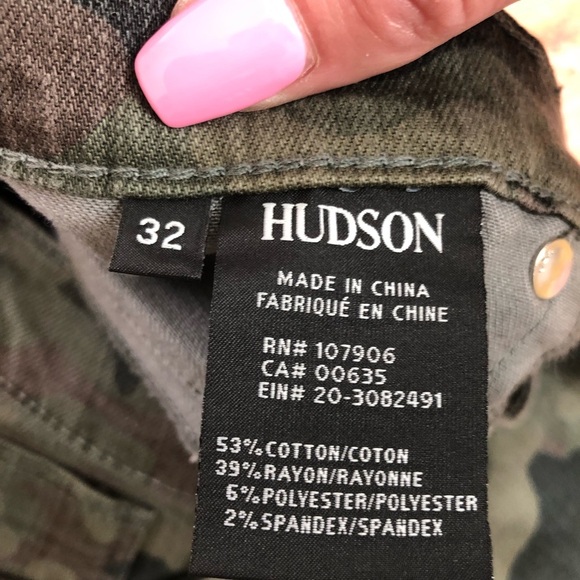 32
HUDSON
MADE IN CHINA
FABRIQUÉ EN CHINE
RN# 107906
CA# 00635
EIN# 20-3082491
53%COTTON/COTON
39%RAYON/RAYONNE
6%POLYESTER/POLYESTER
2%SPANDEX/SPANDEX